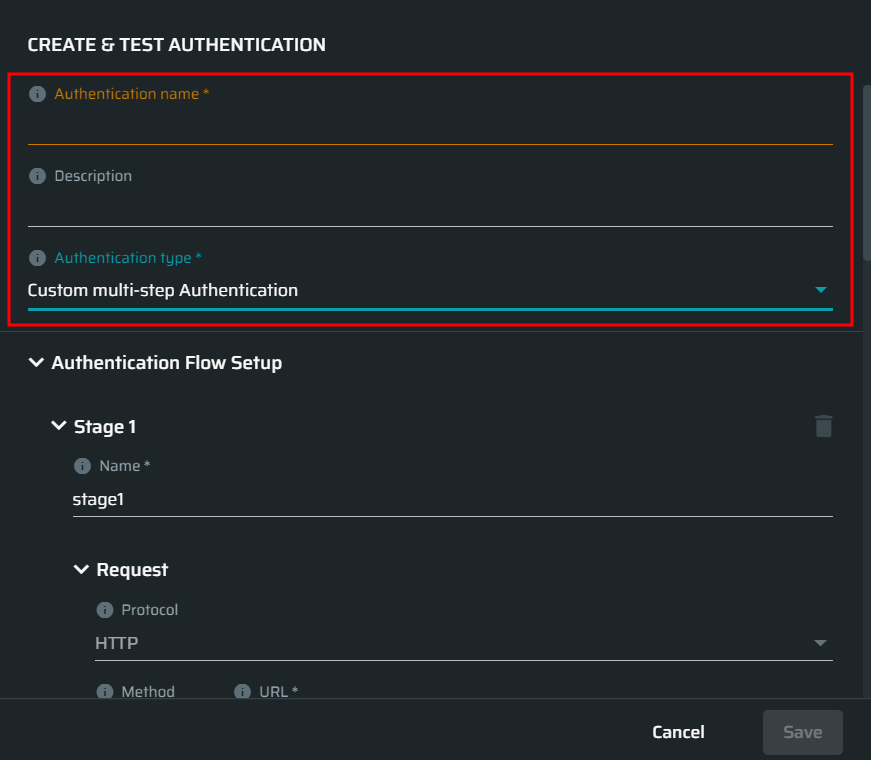 CREATE & TEST AUTHENTICATION
Authentication name *
Description
Authentication type *
Custom multi-step Authentication
Authentication Flow Setup
Stage 1
Name *
stage1
Request
Protocol
HTTP
Method URL *
Cancel Save